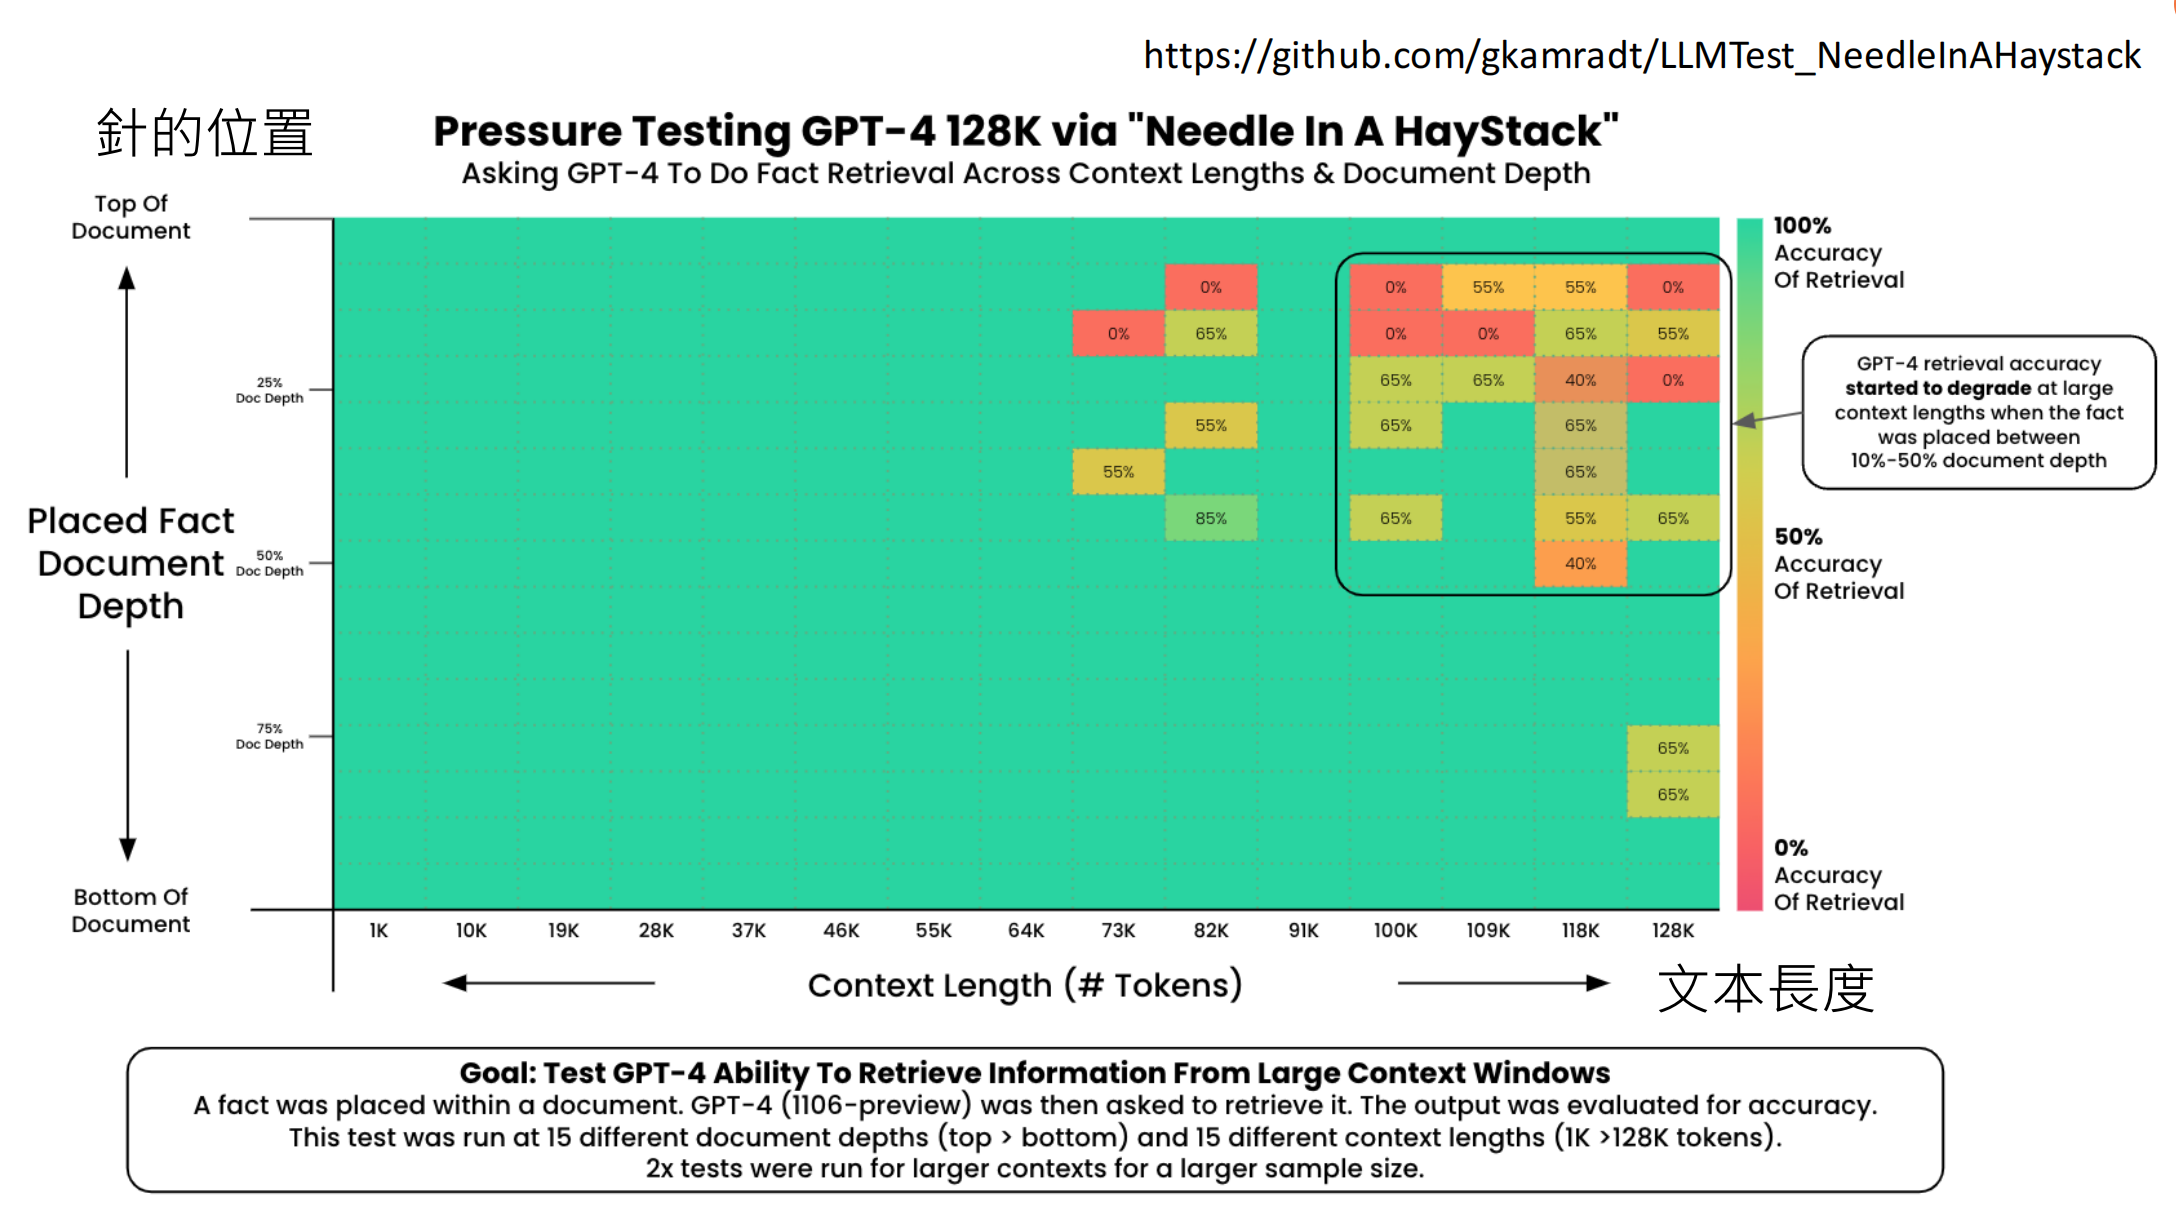 https://github.com/gkamradt/LLMTest_NeedleInAHaystack
針的位置
Pressure Testing GPT-4 128K via "Needle In A HayStack"
Asking GPT-4 To Do Fact Retrieval Across Context Lengths & Document Depth
Top Of
Document
Placed Fact
Document
Depth
Bottom Of
Document
25%
Doc Depth
50%
Doc Depth
75%
Doc Depth
0% 0% 55% 55% 0%
0% 65% 0% 0% 65% 55%
65% 65% 40% 0%
55% 65% 65%
55% 65%
85% 65% 55% 65%
40%
65%
65%
100%
Accuracy
Of Retrieval
50%
Accuracy
Of Retrieval
0%
Accuracy
Of Retrieval
GPT-4 retrieval accuracy
started to degrade at large
context lengths when the fact
was placed between
10%-50% document depth
1K 10K 19K 28K 37K 46K 55K 64K 73K 82K 91K 100K 109K 118K 128K
Context Length (# Tokens)
文本長度
Goal: Test GPT-4 Ability To Retrieve Information From Large Context Windows
A fact was placed within a document. GPT-4 (1106-preview) was then asked to retrieve it. The output was evaluated for accuracy.
This test was run at 15 different document depths (top > bottom) and 15 different context lengths (1K >128K tokens).
2x tests were run for larger contexts for a larger sample size.